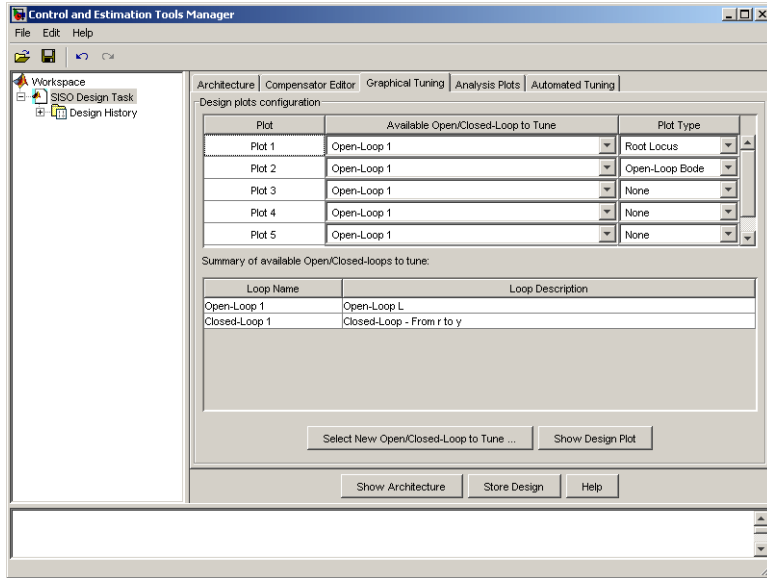 Control and Estimation Tools Manager
File Edit Help
Workspace
SISO Design Task
Design History
Architecture Compensator Editor Graphical Tuning Analysis Plots Automated Tuning
Design plots configuration
Plot Available Open/Closed-Loop to Tune Plot Type
Plot 1 Open-Loop 1 Root Locus
Plot 2 Open-Loop 1 Open-Loop Bode
Plot 3 Open-Loop 1 None
Plot 4 Open-Loop 1 None
Plot 5 Open-Loop 1 None
Summary of available Open/Closed-loops to tune:
Loop Name Loop Description
Open-Loop 1 Open-Loop L
Closed-Loop 1 Closed-Loop - From r to y
Select New Open/Closed-Loop to Tune ... Show Design Plot
Show Architecture Store Design Help